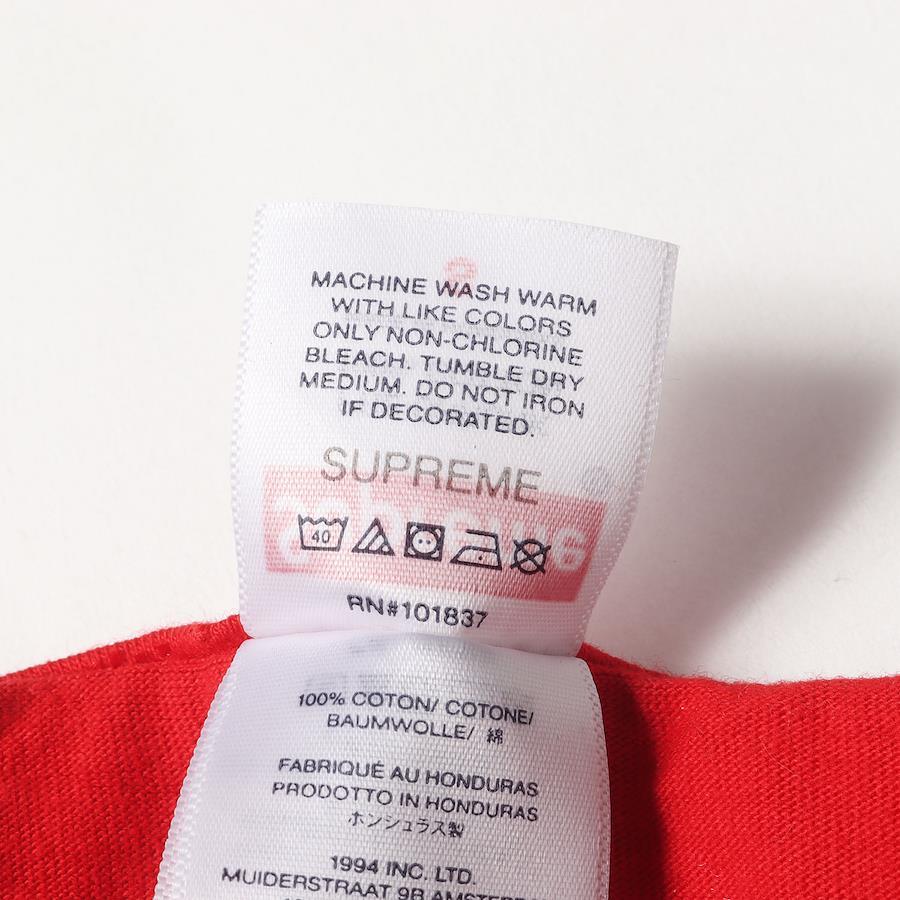 MACHINE WASH WARM
WITH LIKE COLORS
ONLY NON-CHLORINE
BLEACH. TUMBLE DRY
MEDIUM. DO NOT IRON
IF DECORATED.
SUPREME
40
RN#101837
100% COTON/ COTONE/
BAUMWOLLE/ 綿
FABRIQUÉ AU HONDURAS
PRODOTTO IN HONDURAS
ホンジュラス製
1994 INC. LTD.
MUIDERSTRAAT 9R